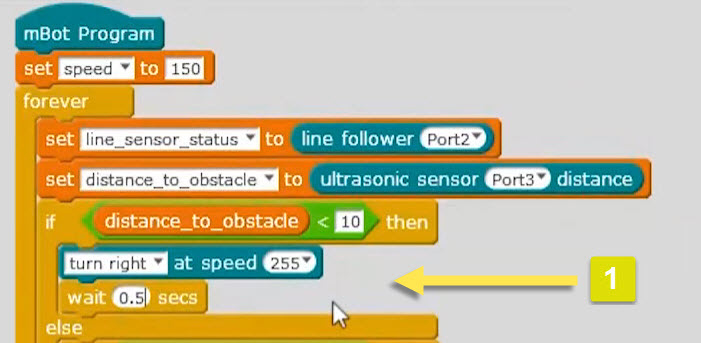 mBot Program
set speed to 150
forever
set line_sensor_status to line follower Port2
set distance_to_obstacle to ultrasonic sensor Port3 distance
if distance_to_obstacle < 10 then
turn right at speed 255
1
wait 0.5 secs
else